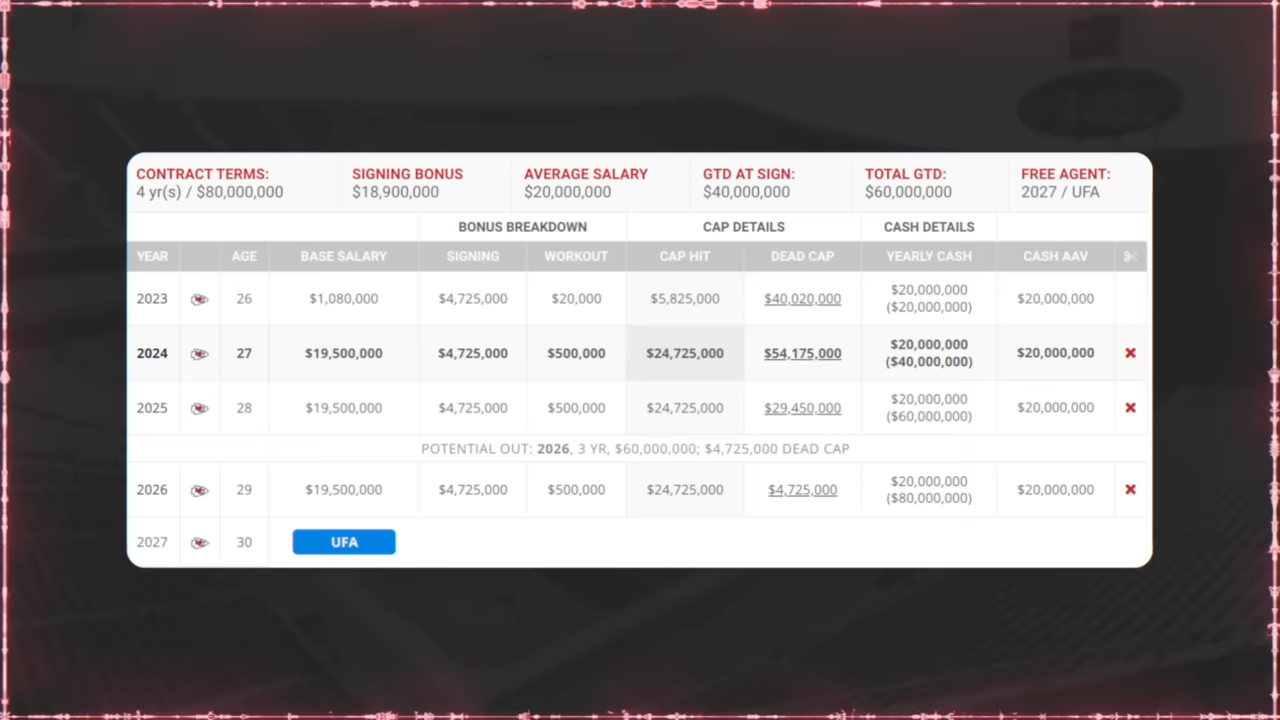 CONTRACT TERMS: SIGNING BONUS AVERAGE SALARY GTD AT SIGN: TOTAL GTD: FREE AGENT:
4 yr(s) / $80,000,000 $18,900,000 $20,000,000 $40,000,000 $60,000,000 2027 / UFA
BONUS BREAKDOWN CAP DETAILS CASH DETAILS
YEAR AGE BASE SALARY SIGNING WORKOUT CAP HIT DEAD CAP YEARLY CASH CASH AAV
2023 26 $1,080,000 $4,725,000 $20,000 $5,825,000 $40,020,000 $20,000,000 ($20,000,000) $20,000,000
2024 27 $19,500,000 $4,725,000 $500,000 $24,725,000 $54,175,000 $20,000,000 ($40,000,000) $20,000,000
2025 28 $19,500,000 $4,725,000 $500,000 $24,725,000 $29,450,000 $20,000,000 ($60,000,000) $20,000,000
POTENTIAL OUT: 2026, 3 YR, $60,000,000; $4,725,000 DEAD CAP
2026 29 $19,500,000 $4,725,000 $500,000 $24,725,000 $4,725,000 $20,000,000 ($80,000,000) $20,000,000
2027 30 UFA